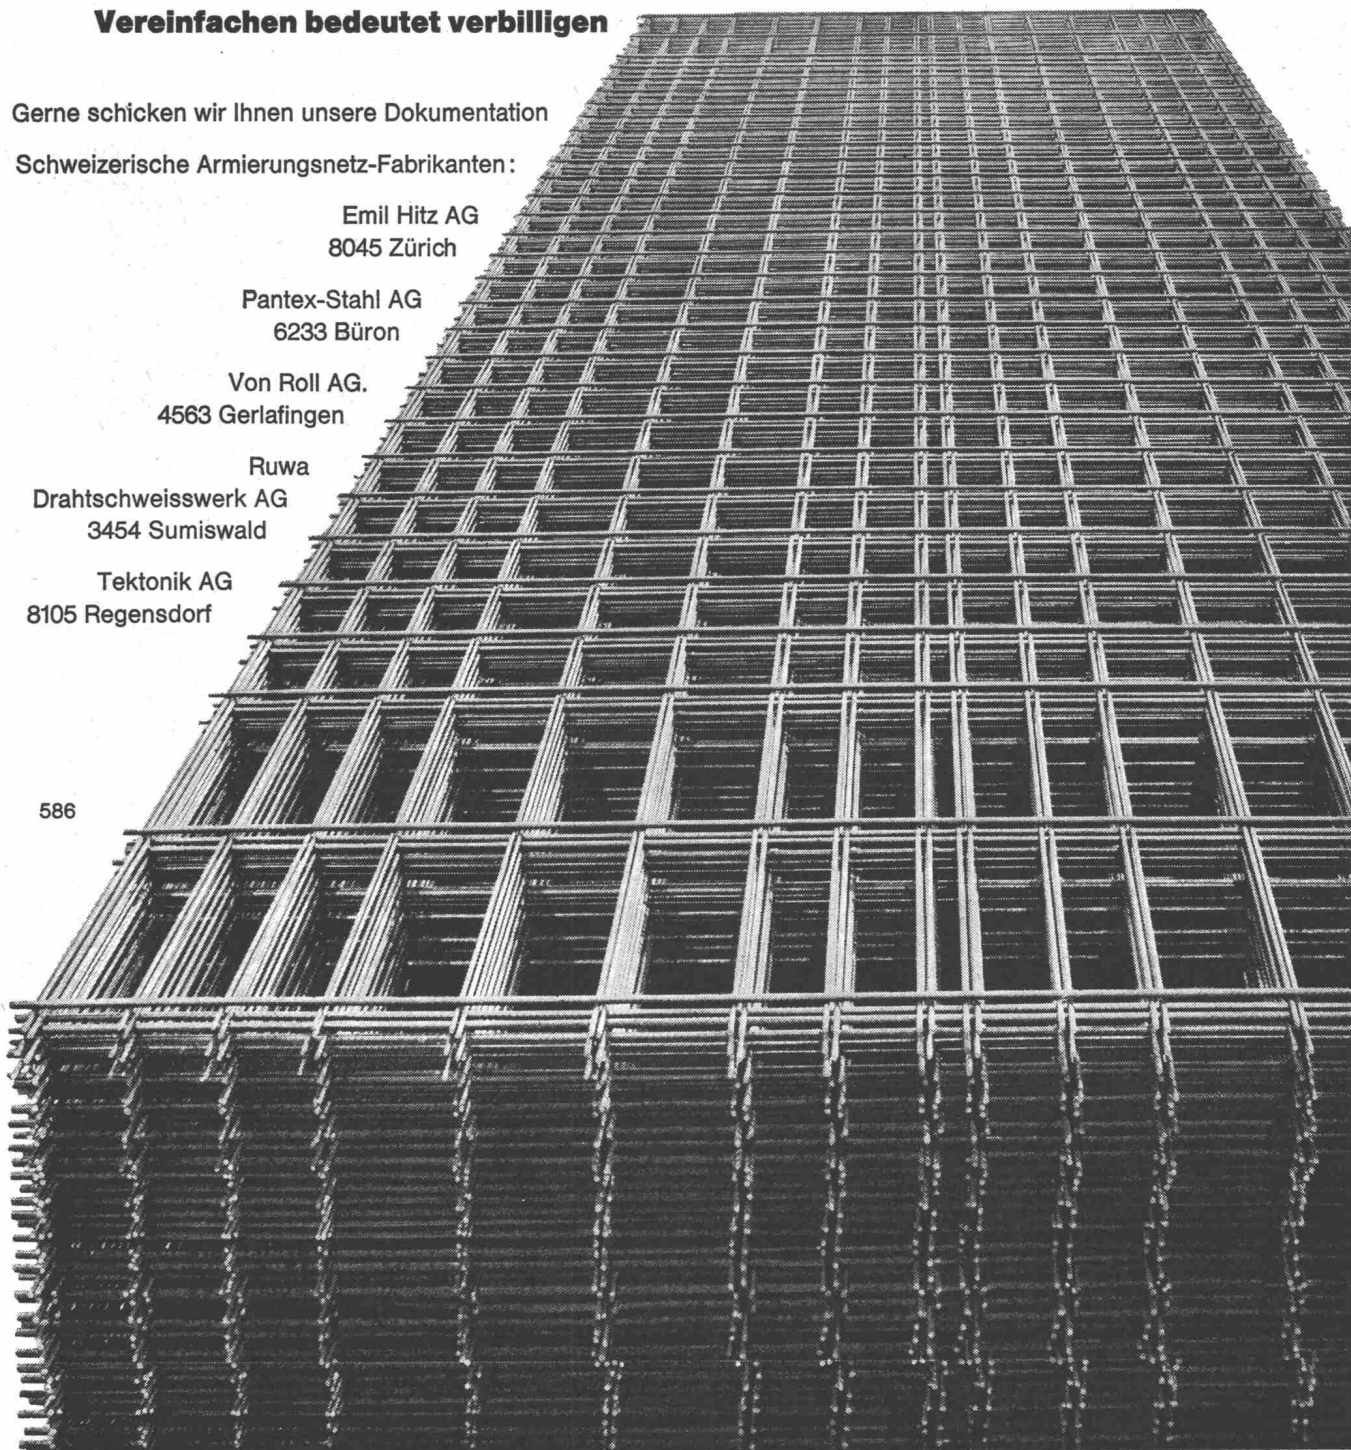 Vereinfachen bedeutet verbilligen
Gerne schicken wir Ihnen unsere Dokumentation
Schweizerische Armierungsnetz-Fabrikanten:
Emil Hitz AG
8045 Zürich
Pantex-Stahl AG
6233 Büron
Von Roll AG.
4563 Gerlafingen
Ruwa
Drahtschweisswerk AG
3454 Sumiswald
Tektonik AG
8105 Regensdorf
586